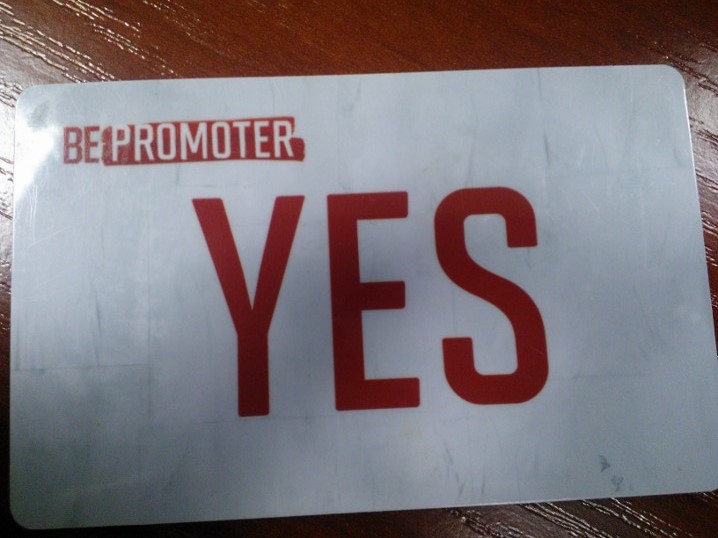 BE PROMOTER
YES